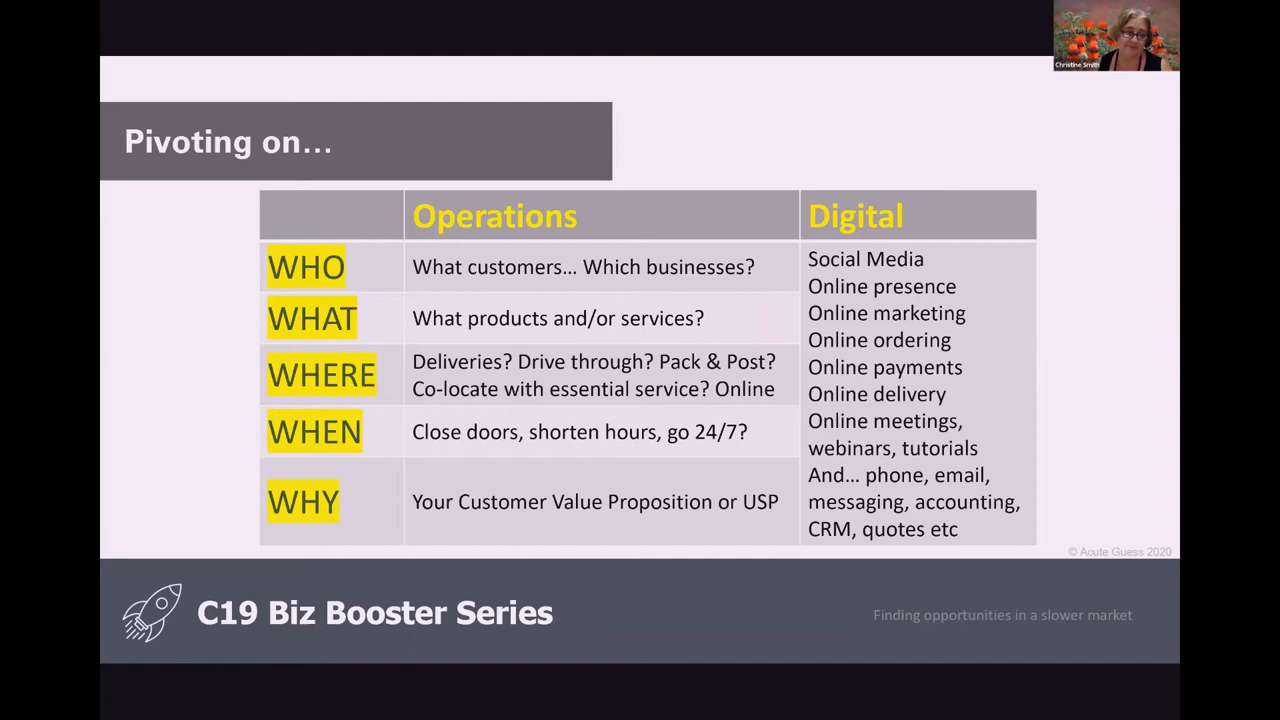 Christine Smith
Pivoting on…
Operations
Digital
WHO
What customers… Which businesses?
WHAT
What products and/or services?
WHERE
Deliveries? Drive through? Pack & Post?
Co-locate with essential service? Online
WHEN
Close doors, shorten hours, go 24/7?
WHY
Your Customer Value Proposition or USP
Social Media
Online presence
Online marketing
Online ordering
Online payments
Online delivery
Online meetings,
webinars, tutorials
And… phone, email,
messaging, accounting,
CRM, quotes etc
© Acute Guess 2020
C19 Biz Booster Series
Finding opportunities in a slower market